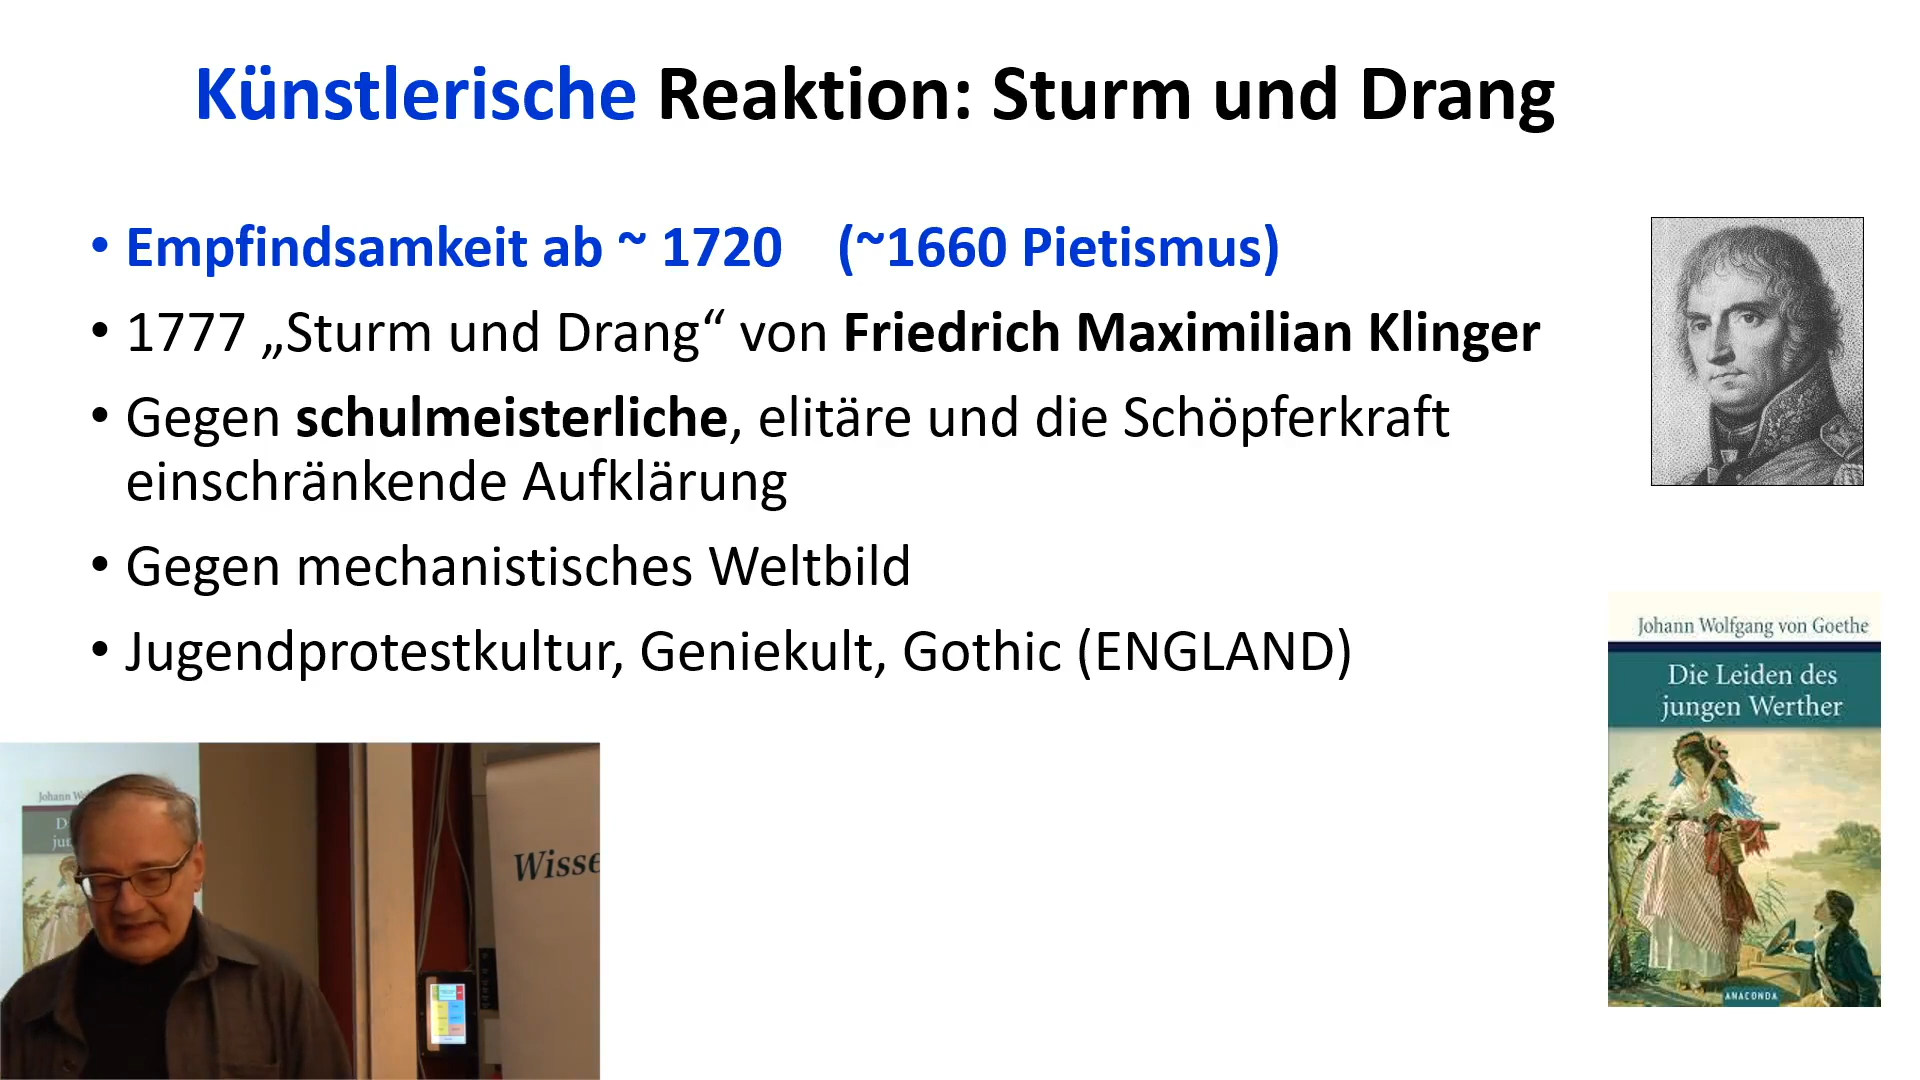 Künstlerische Reaktion: Sturm und Drang
• Empfindsamkeit ab ~ 1720 (~1660 Pietismus)
• 1777 „Sturm und Drang“ von Friedrich Maximilian Klinger
• Gegen schulmeisterliche, elitäre und die Schöpferkraft
einschränkende Aufklärung
• Gegen mechanistisches Weltbild
• Jugendprotestkultur, Geniekult, Gothic (ENGLAND)
Johann Wolfgang von Goethe
Die Leiden des
jungen Werther
ANACONDA
Johann W
D
jun
Wisse